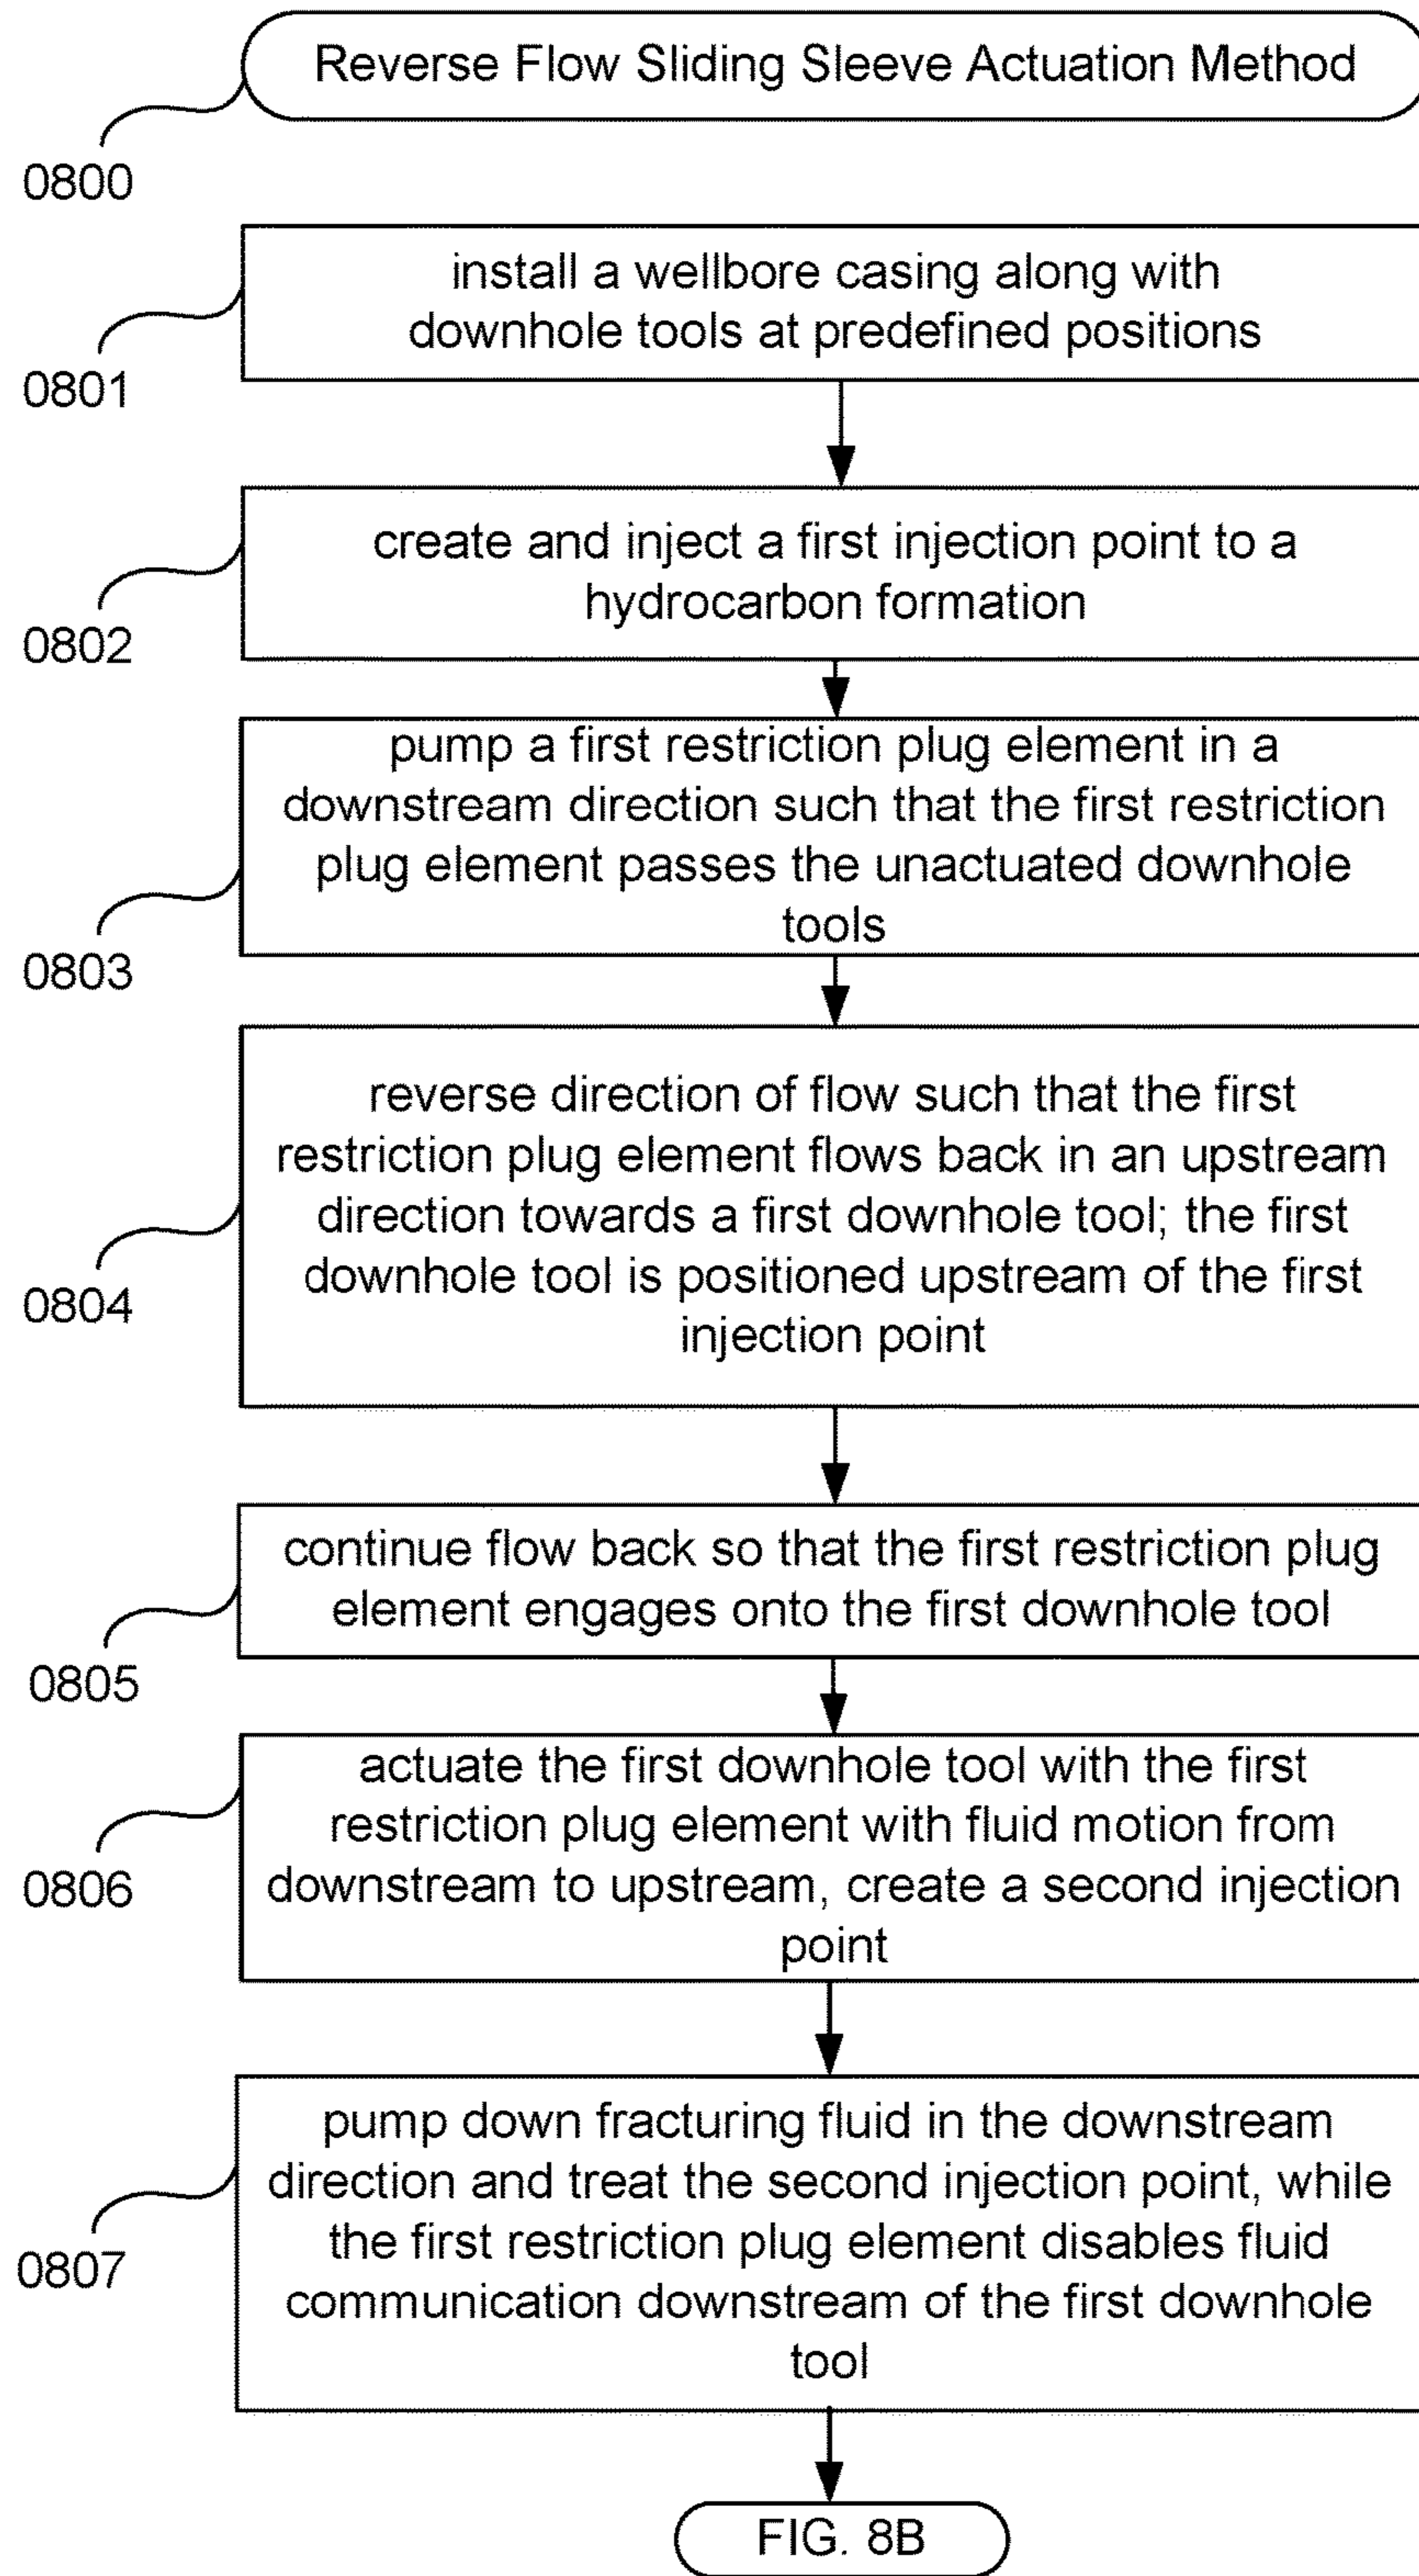 Reverse Flow Sliding Sleeve Actuation Method
0800
install a wellbore casing along with
downhole tools at predefined positions
0801
create and inject a first injection point to a
hydrocarbon formation
0802
pump a first restriction plug element in a
downstream direction such that the first restriction
plug element passes the unactuated downhole
tools
0803
reverse direction of flow such that the first
restriction plug element flows back in an upstream
direction towards a first downhole tool; the first
downhole tool is positioned upstream of the first
injection point
0804
continue flow back so that the first restriction plug
element engages onto the first downhole tool
0805
actuate the first downhole tool with the first
restriction plug element with fluid motion from
downstream to upstream, create a second injection
point
0806
pump down fracturing fluid in the downstream
direction and treat the second injection point, while
the first restriction plug element disables fluid
communication downstream of the first downhole
tool
0807
FIG. 8B